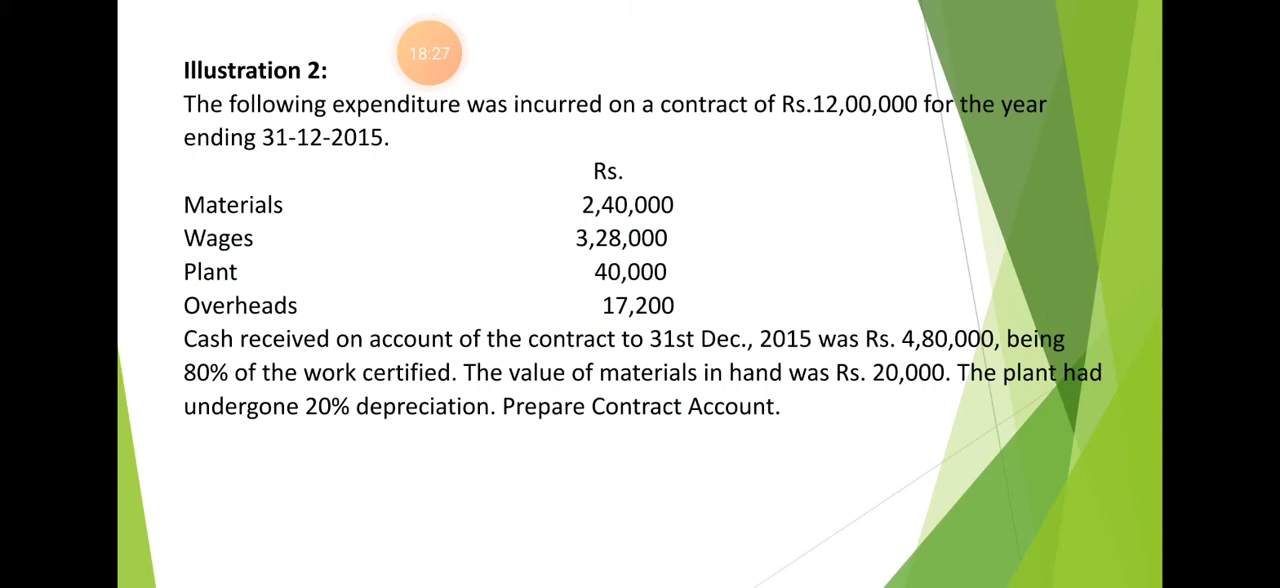 18:27
Illustration 2:
The following expenditure was incurred on a contract of Rs.12,00,000 for the year
ending 31-12-2015.
Rs.
Materials 2,40,000
Wages 3,28,000
Plant 40,000
Overheads 17,200
Cash received on account of the contract to 31st Dec., 2015 was Rs. 4,80,000, being
80% of the work certified. The value of materials in hand was Rs. 20,000. The plant had
undergone 20% depreciation. Prepare Contract Account.